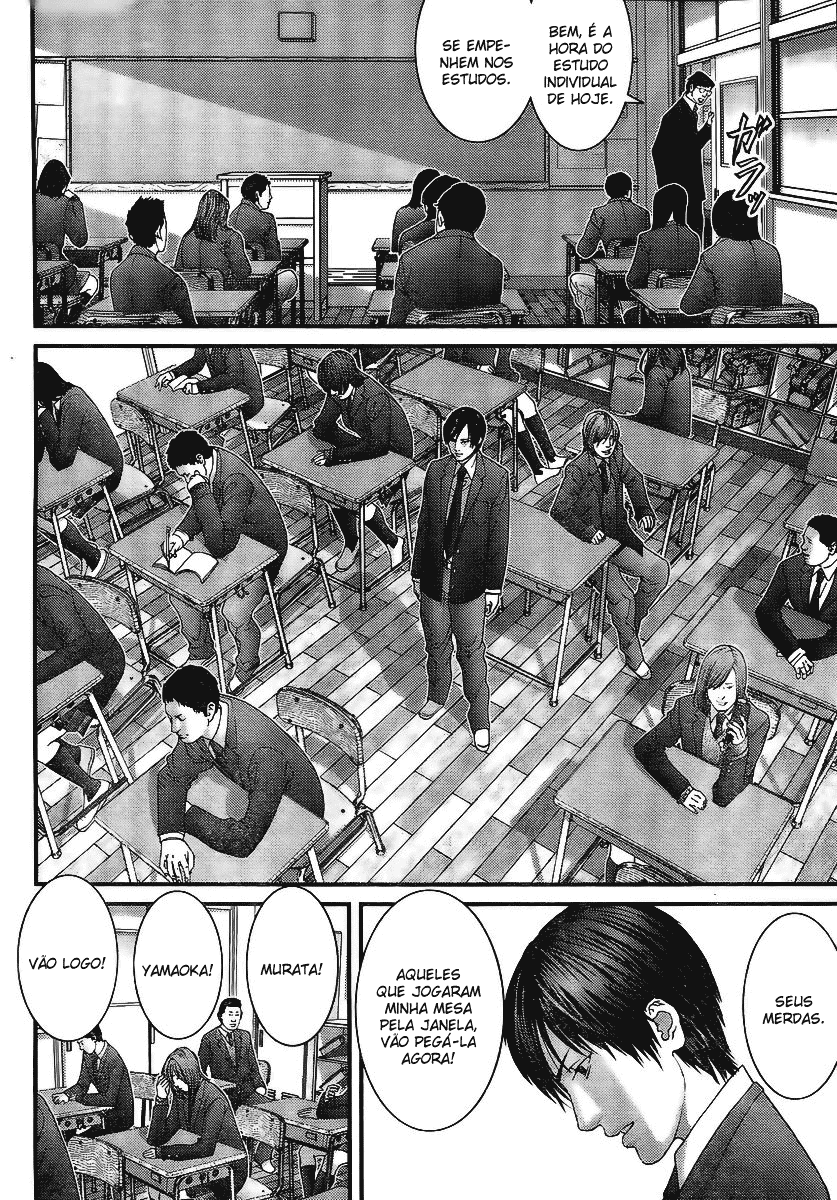 BEM, É A
HORA DO
ESTUDO
INDIVIDUAL
DE HOJE.
SE EMPE-
NHEM NOS
ESTUDOS.
ガラッ
SEUS
MERDAS.
AQUELES
QUE JOGARAM
MINHA MESA
PELA JANELA,
VÃO PEGÁ-LA
AGORA!
MURATA!
YAMAOKA!
VÃO LOGO!